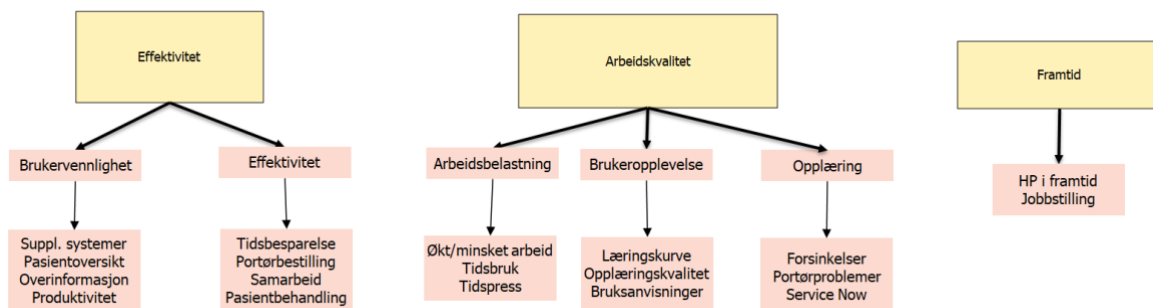 Effektivitet
Arbeidskvalitet
Framtid
Brukervennlighet
Effektivitet
Arbeidsbelastning
Brukeropplevelse
Opplæring
HP i framtid
Jobbstilling
Suppl. systemer
Pasientoversikt
Overinformasjon
Produktivitet
Tidsbesparelse
Portørbestilling
Samarbeid
Pasientbehandling
Økt/minsket arbeid
Tidsbruk
Tidspress
Læringskurve
Opplæringskvalitet
Bruksanvisninger
Forsinkelser
Portørproblemer
Service Now